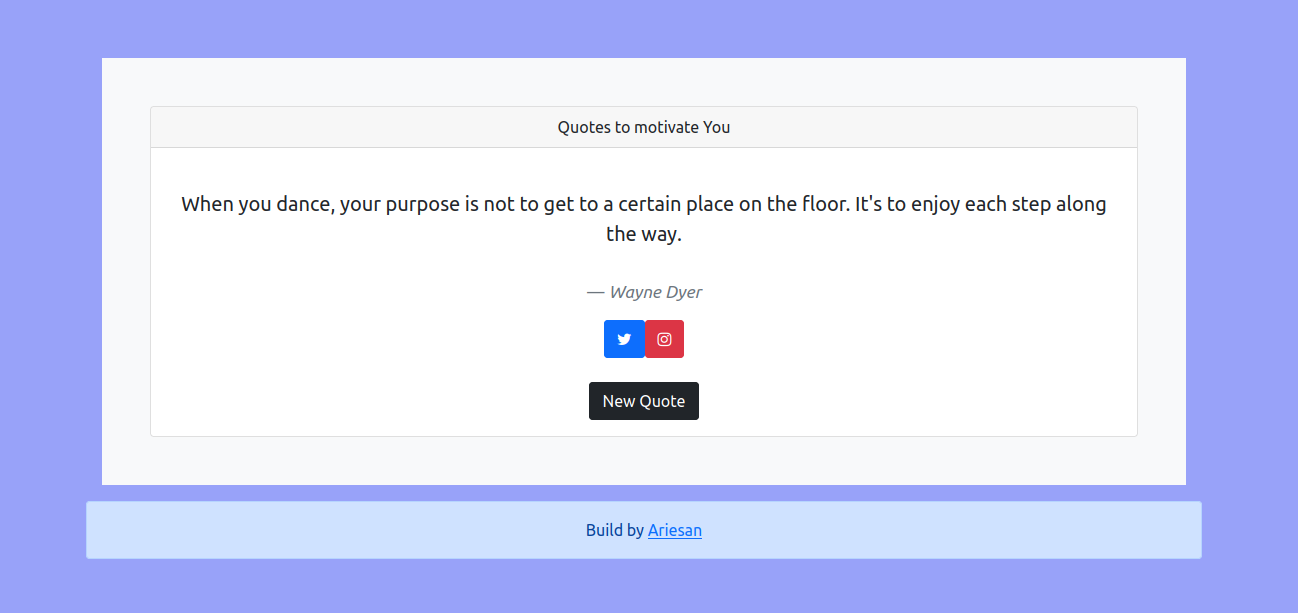 Quotes to motivate You
When you dance, your purpose is not to get to a certain place on the floor. It's to enjoy each step along
the way.
— Wayne Dyer
New Quote
Build by Ariesan